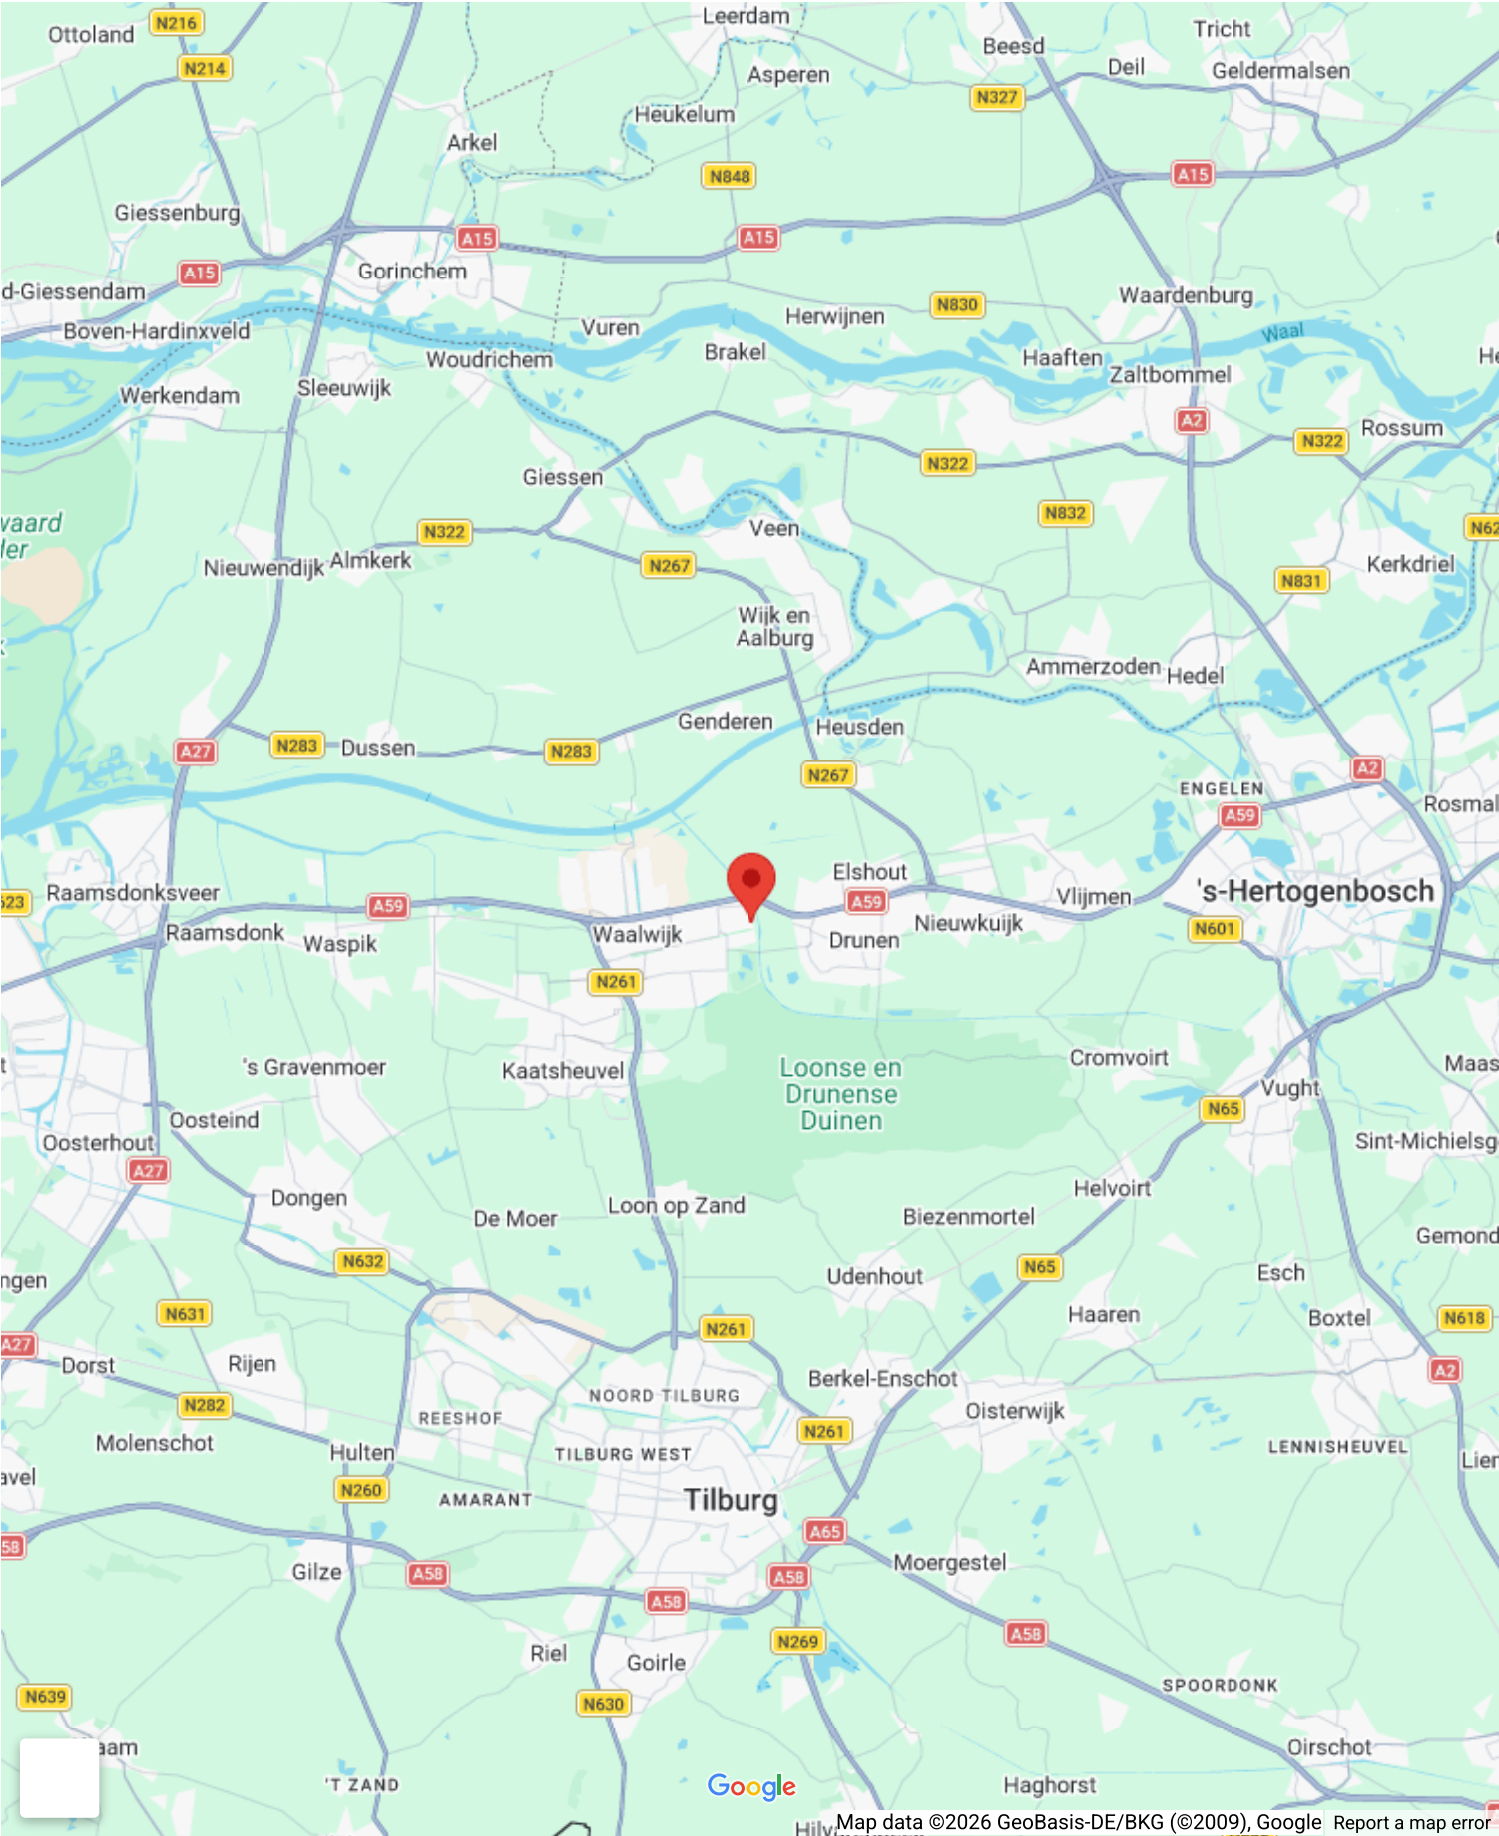 Leerdam
N216
Ottoland
Tricht
Beesd
N214
Deil
Geldermalsen
Asperen
N327
Heukelum
Arkel
N848
A15
Giessenburg
A15
A15
A15
Gorinchem
d-Giessendam
Waardenburg
N830
Herwijnen
Vuren
Boven-Hardinxveld
Waal
Brakel
Woudrichem
Haaften
Zaltbommel
Sleeuwijk
Werkendam
A2
Rossum
N322
N322
Giessen
N832
waard
N322
Veen
Nieuwendijk
Almkerk
N267
Kerkdriel
N831
Wijk en
Aalburg
Ammerzoden
Hedel
Genderen
Heusden
N283
Dussen
N283
A27
N267
A2
ENGELEN
A59
Elshout
Raamsdonksveer
A59
A59
Vlijmen
's-Hertogenbosch
Nieuwkuijk
N601
Raamsdonk
Waspik
Waalwijk
Drunen
N261
Cromvoirt
's Gravenmoer
Kaatsheuvel
Loonse en
Drunense
Duinen
Vught
N65
Oosteind
Oosterhout
A27
Helvoirt
Dongen
Loon op Zand
De Moer
Biezenmortel
Gemond
N632
N65
Esch
Udenhout
N631
Haaren
Boxtel
N618
N261
A27
Dorst
Rijen
Berkel-Enschot
A2
NOORD TILBURG
N282
REESHOF
Oisterwijk
N261
Molenschot
Hulten
TILBURG WEST
LENNISHEUVEL
N260
AMARANT
Tilburg
A65
58
Gilze
A58
A58
Moergestel
A58
A58
N269
Riel
Goirle
SPOORDONK
N639
N630
aam
Oirschot
'T ZAND
Google
Haghorst
Map data ©2026 GeoBasis-DE/BKG (©2009), Google
Report a map error